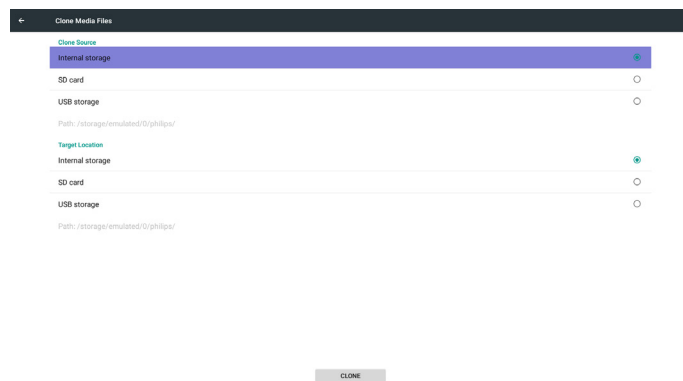 Clone Media Files
Clone Source
Internal storage
SD card
USB storage
Path: /storage/emulated/0/philips/
Target Location
Internal storage
SD card
USB storage
Path: /storage/emulated/0/philips/
CLONE